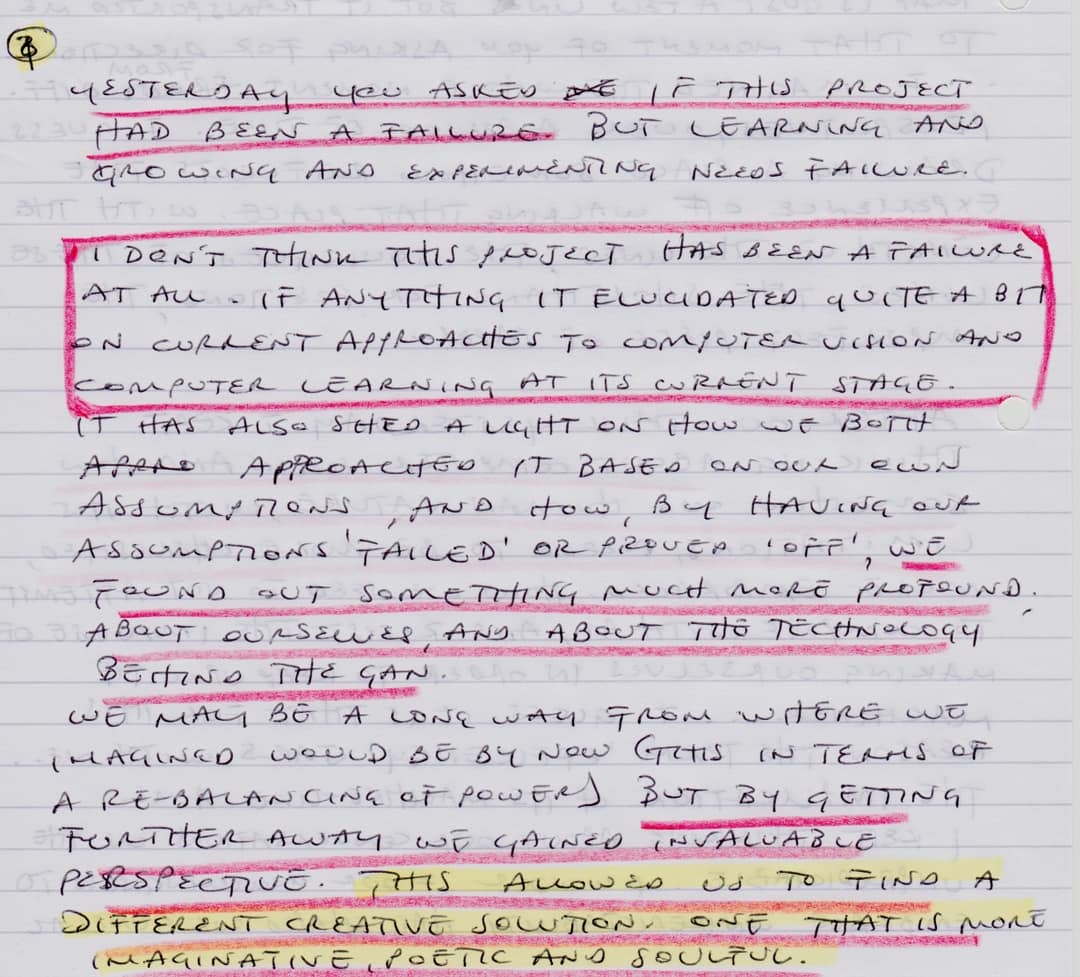 YESTERDAY YOU ASKED IF THIS PROJECT
HAD BEEN A FAILURE. BUT LEARNING AND
GROWING AND EXPERIMENTING NEEDS FAILURE.
I DON'T THINK THIS PROJECT HAS BEEN A FAILURE
AT ALL. IF ANYTHING IT ELUCIDATED QUITE A BIT
ON CURRENT APPROACHES TO COMPUTER VISION AND
COMPUTER LEARNING AT ITS CURRENT STAGE.
IT HAS ALSO SHED A LIGHT ON HOW WE BOTH
APPROACHED IT BASED ON OUR OWN
ASSUMPTIONS, AND HOW, BY HAVING OUR
ASSUMPTIONS 'FAILED' OR PROVED 'OFF', WE
FOUND OUT SOMETHING MUCH MORE PROFOUND.
ABOUT OURSELVES, AND ABOUT THE TECHNOLOGY
BEHIND THE GAN.
WE MAY BE A LONG WAY FROM WHERE WE
IMAGINED WOULD BE BY NOW (THIS IN TERMS OF
A RE-BALANCING OF POWER) BUT BY GETTING
FURTHER AWAY WE GAINED INVALUABLE
PERSPECTIVE. THIS ALLOWED US TO FIND A
DIFFERENT CREATIVE SOLUTION. ONE THAT IS MORE
IMAGINATIVE, POETIC AND SOULFUL.